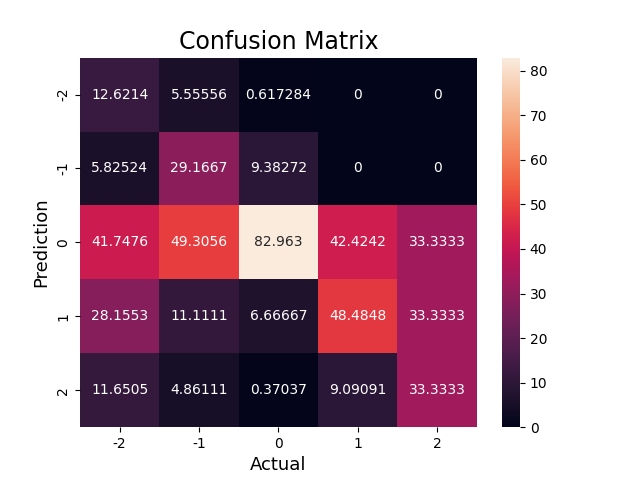 Confusion Matrix
-2 12.6214 5.55556 0.617284 0 0
-1 5.82524 29.1667 9.38272 0 0
0 41.7476 49.3056 82.963 42.4242 33.3333
1 28.1553 11.1111 6.66667 48.4848 33.3333
2 11.6505 4.86111 0.37037 9.09091 33.3333
-2 -1 0 1 2
Prediction
Actual
80
70
60
50
40
30
20
10
0